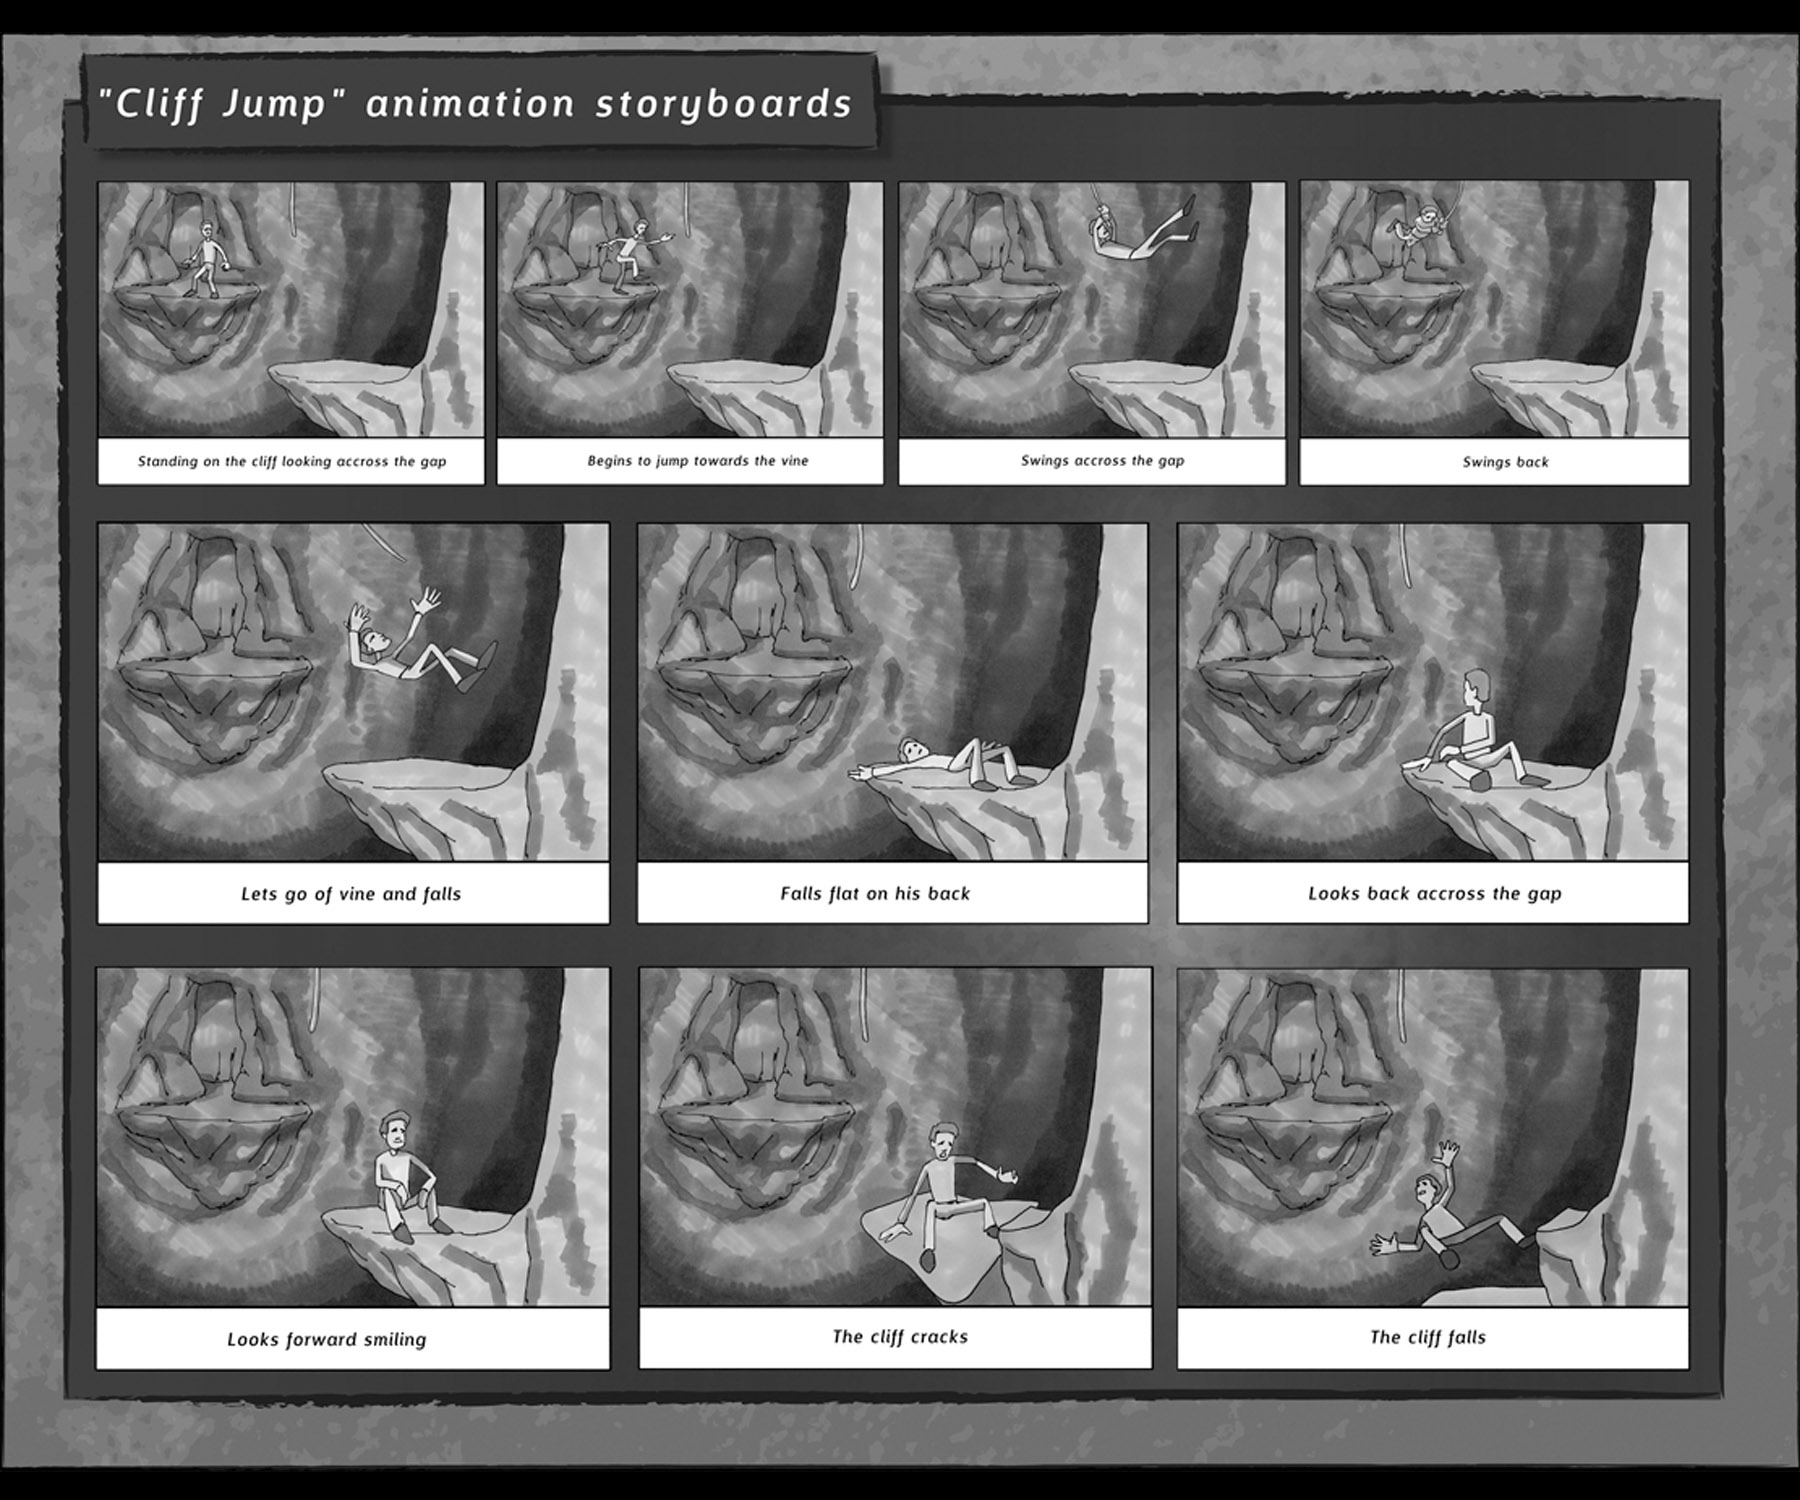 "Cliff Jump" animation storyboards
Standing on the cliff looking accross the gap
Begins to jump towards the vine
Swings accross the gap
Swings back
Lets go of vine and falls
Falls flat on his back
Looks back accross the gap
Looks forward smiling
The cliff cracks
The cliff falls